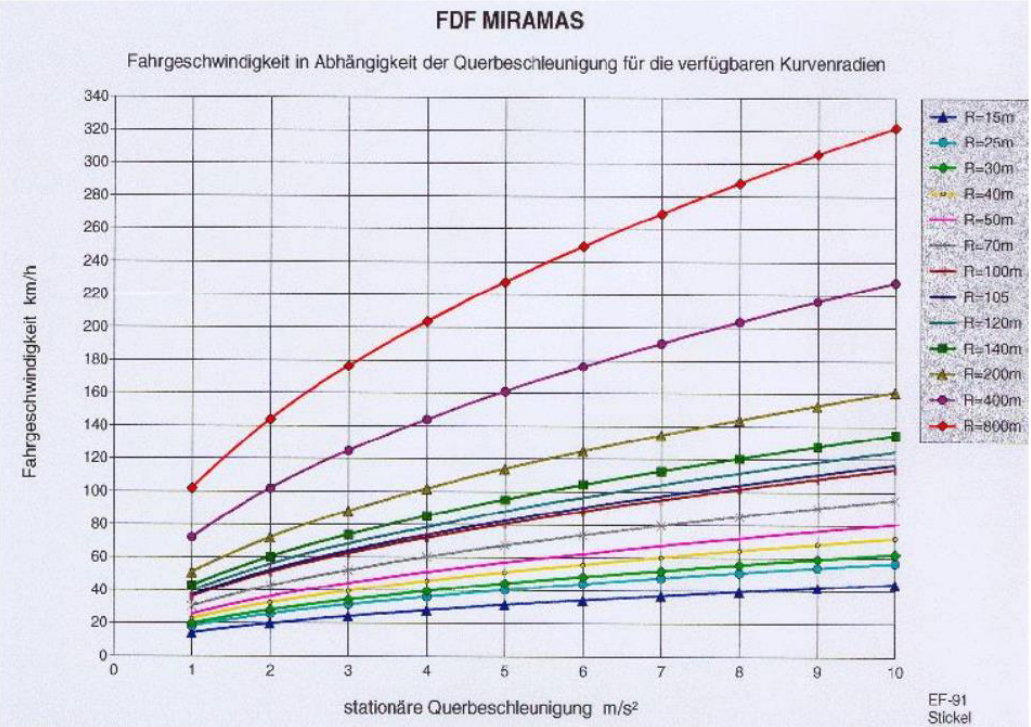 FDF MIRAMAS
Fahrgeschwindigkeit in Abhängigkeit der Querbeschleunigung für die verfügbaren Kurvenradien
Fahrgeschwindigkeit km/h
340
320
300
280
260
240
220
200
180
160
140
120
100
80
60
40
20
0
0 1 2 3 4 5 6 7 8 9 10
stationäre Querbeschleunigung m/s²
R=15m
R=25m
R=30m
R=40m
R=50m
R=70m
R=100m
R=105
R=120m
R=140m
R=200m
R=400m
R=800m
EF-91
Stickel